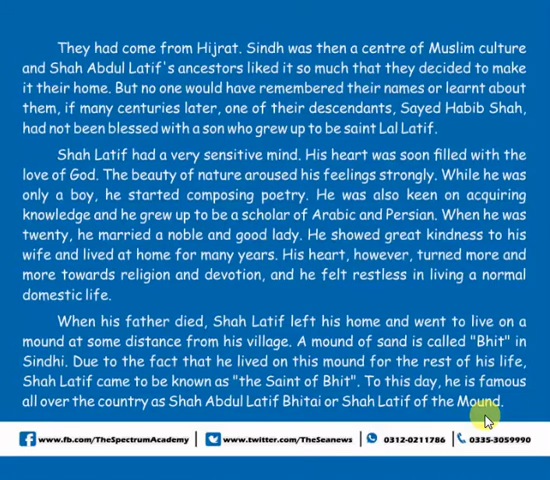 They had come from Hijrat. Sindh was then a centre of Muslim culture
and Shah Abdul Latif's ancestors liked it so much that they decided to make
it their home. But no one would have remembered their names or learnt about
them, if many centuries later, one of their descendants, Sayed Habib Shah,
had not been blessed with a son who grew up to be saint Lal Latif.
Shah Latif had a very sensitive mind. His heart was soon filled with the
love of God. The beauty of nature aroused his feelings strongly. While he was
only a boy, he started composing poetry. He was also keen on acquiring
knowledge and he grew up to be a scholar of Arabic and Persian. When he was
twenty, he married a noble and good lady. He showed great kindness to his
wife and lived at home for many years. His heart, however, turned more and
more towards religion and devotion, and he felt restless in living a normal
domestic life.
When his father died, Shah Latif left his home and went to live on a
mound at some distance from his village. A mound of sand is called "Bhit" in
Sindhi. Due to the fact that he lived on this mound for the rest of his life,
Shah Latif came to be known as "the Saint of Bhit". To this day, he is famous
all over the country as Shah Abdul Latif Bhitai or Shah Latif of the Mound.
www.fb.com/TheSpectrumAcademy www.twitter.com/TheSeanews 0312-0211786 0335-3059990